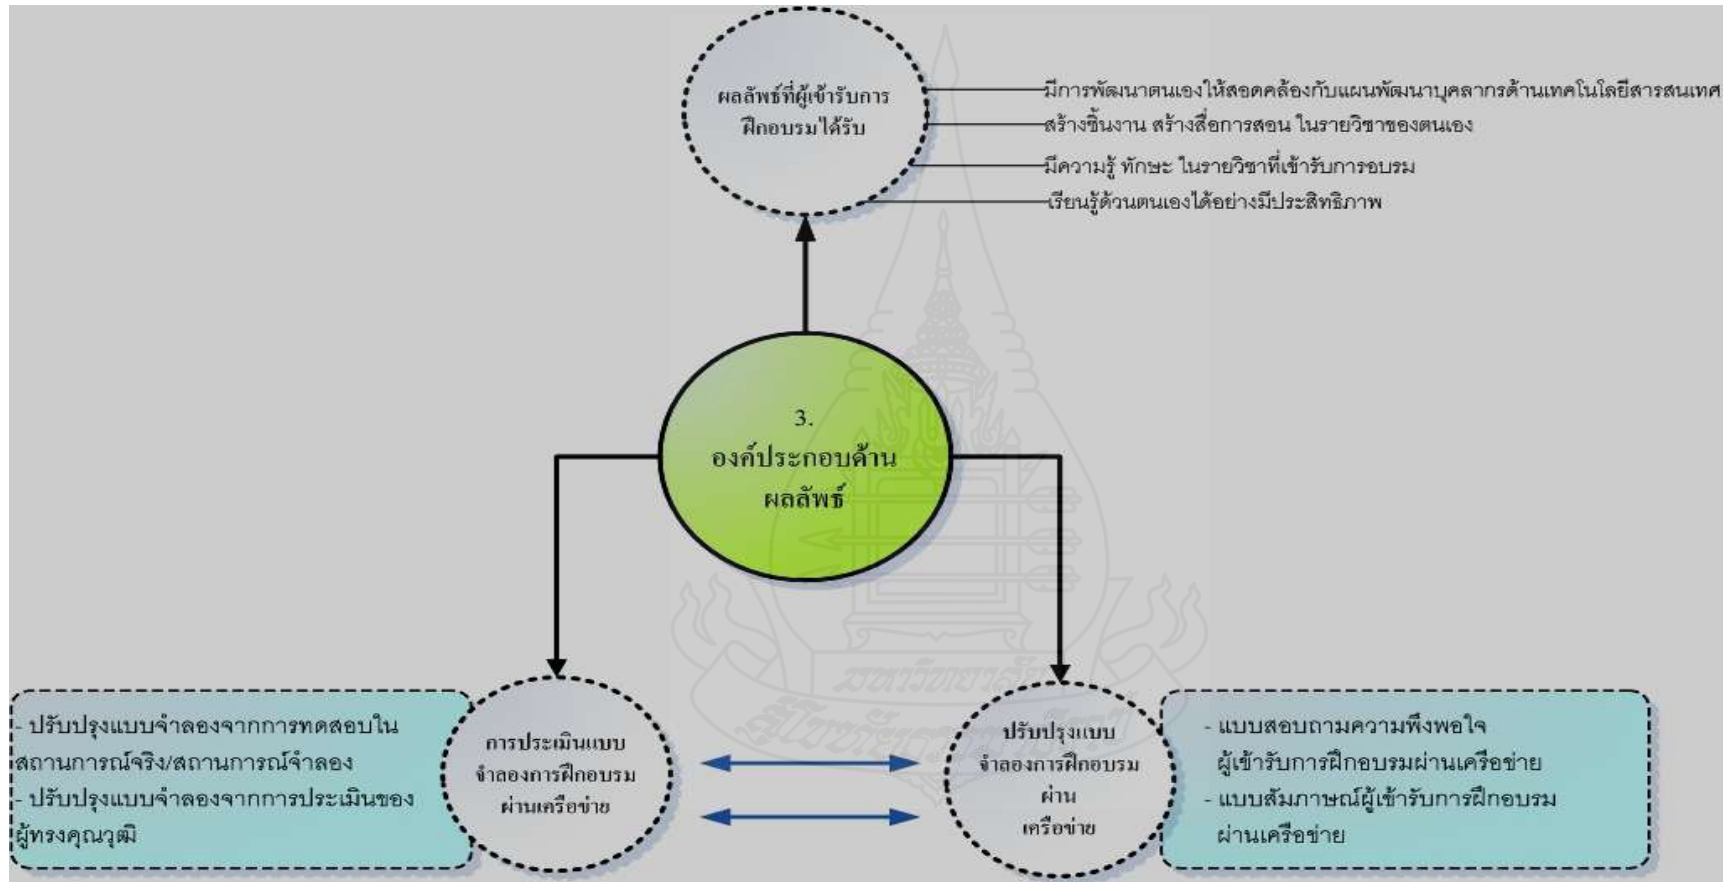 ผลลัพธ์ที่ผู้เข้ารับการ
ฝึกอบรมได้รับ
มีการพัฒนาตนเองให้สอดคล้องกับแผนพัฒนาบุคลากรด้านเทคโนโลยีสารสนเทศ
สร้างชิ้นงาน สร้างสื่อการสอน ในรายวิชาของตนเอง
มีความรู้ ทักษะ ในรายวิชาที่เข้ารับการอบรม
เรียนรู้ด้วนตนเองได้อย่างมีประสิทธิภาพ
3.
องค์ประกอบด้าน
ผลลัพธ์
- ปรับปรุงแบบจำลองจากการทดสอบใน
สถานการณ์จริง/สถานการณ์จำลอง
- ปรับปรุงแบบจำลองจากการประเมินของ
ผู้ทรงคุณวุฒิ
การประเมินแบบ
จำลองการฝึกอบรม
ผ่านเครือข่าย
ปรับปรุงแบบ
จำลองการฝึกอบรม
ผ่าน
เครือข่าย
- แบบสอบถามความพึงพอใจ
ผู้เข้ารับการฝึกอบรมผ่านเครือข่าย
- แบบสัมภาษณ์ผู้เข้ารับการฝึกอบรม
ผ่านเครือข่าย